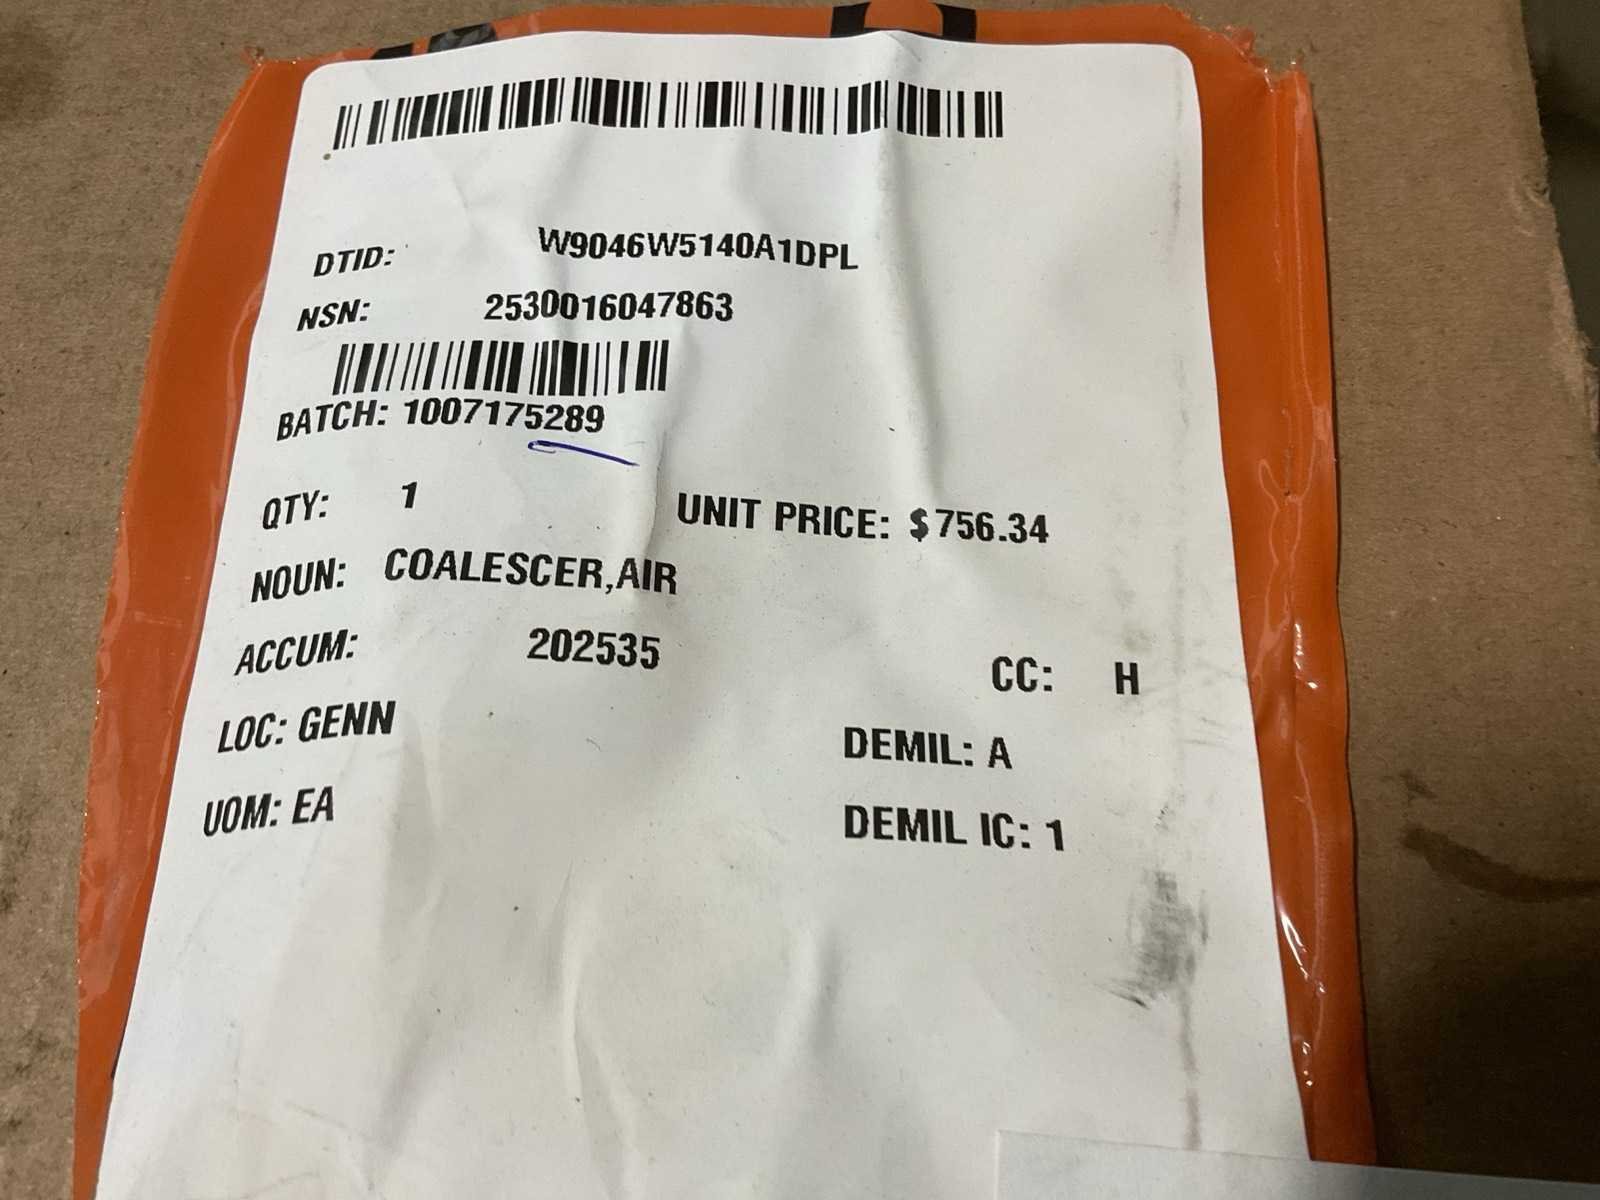 DTID: W9046W5140A1DPL
NSN: 2530016047863
BATCH: 1007175289
QTY: 1 UNIT PRICE: $756.34
NOUN: COALESCER,AIR
ACCUM: 202535
CC: H
LOC: GENN
DEMIL: A
UOM: EA
DEMIL IC: 1